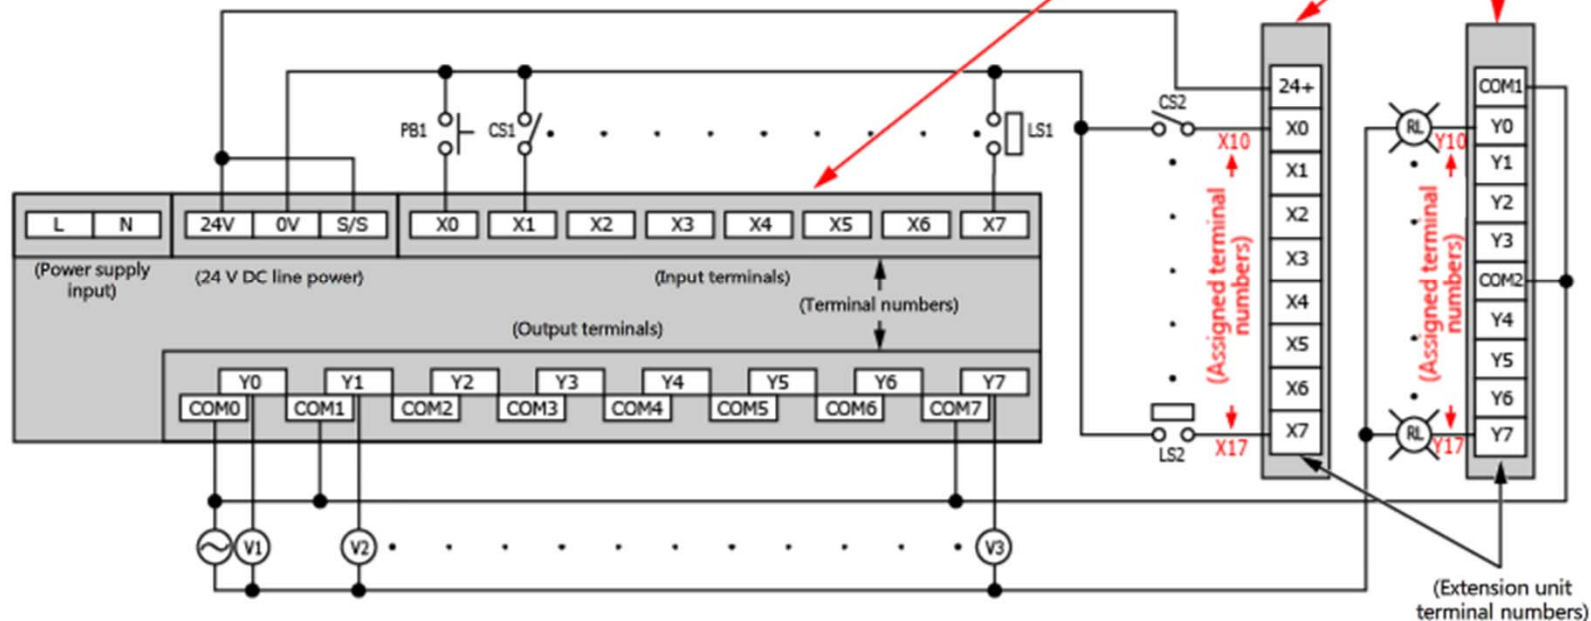 PB1
CS1
LS1
CS2
24+
X0
X1
X2
X3
X4
X5
X6
X7
X10
(Assigned terminal
numbers)
X17
LS2
RL
Y10
(Assigned terminal
numbers)
RL
Y17
COM1
Y0
Y1
Y2
Y3
COM2
Y4
Y5
Y6
Y7
L N 24V 0V S/S X0 X1 X2 X3 X4 X5 X6 X7
(Power supply
input)
(24 V DC line power)
(Input terminals)
(Terminal numbers)
(Output terminals)
Y0 Y1 Y2 Y3 Y4 Y5 Y6 Y7
COM0 COM1 COM2 COM3 COM4 COM5 COM6 COM7
V1 V2 V3
(Extension unit
terminal numbers)